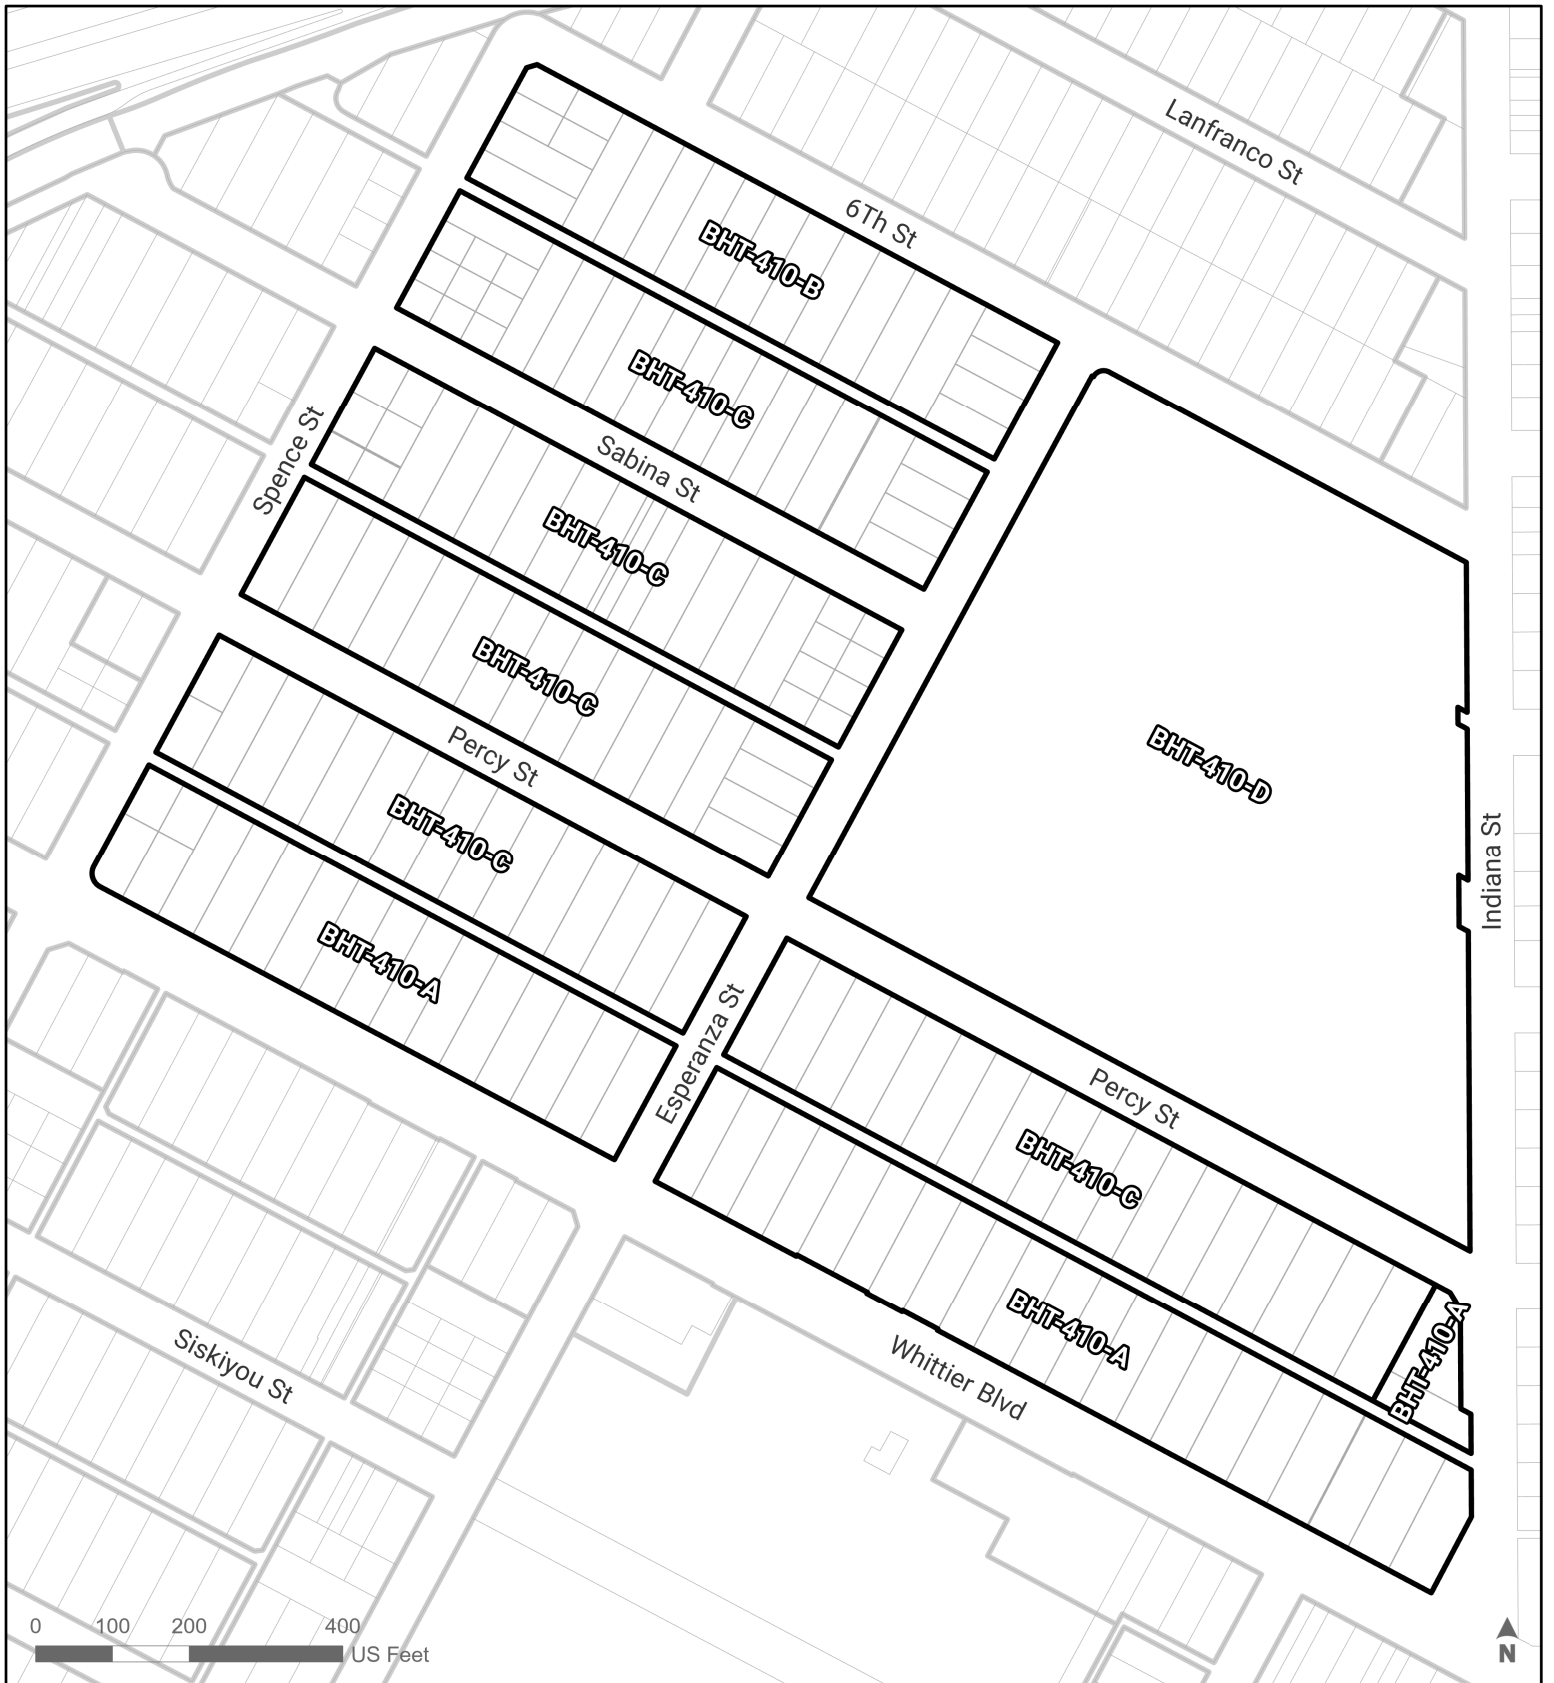 Lanfranco St
6Th St
BHT-410-B
BHT-410-C
Spence St
Sabina St
BHT-410-C
BHT-410-C
Percy St
BHT-410-D
BHT-410-C
Indiana St
BHT-410-A
Esperanza St
Percy St
BHT-410-C
BHT-410-A
BHT-410-A
Siskiyou St
Whittier Blvd
0 100 200 400
US Feet
N